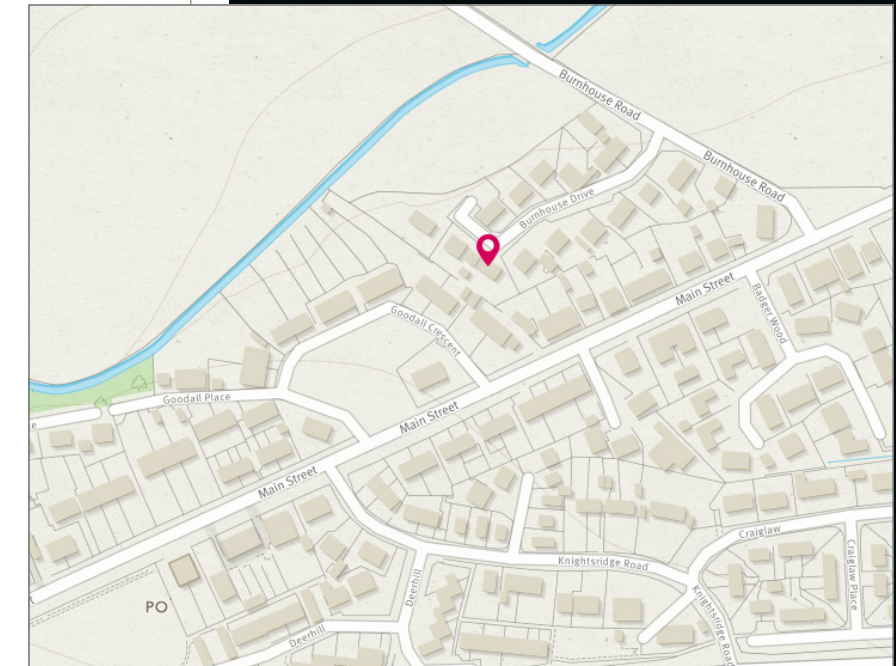 Burnhouse Road
Burnhouse Road
Burnhouse Drive
Main Street
Badger Wood
Goodall Crescent
Goodall Place
Main Street
Main Street
Craiglaw
Craiglaw Place
Knightsridge Road
Knightsridge Road
Deerhill
PO
Deerhill